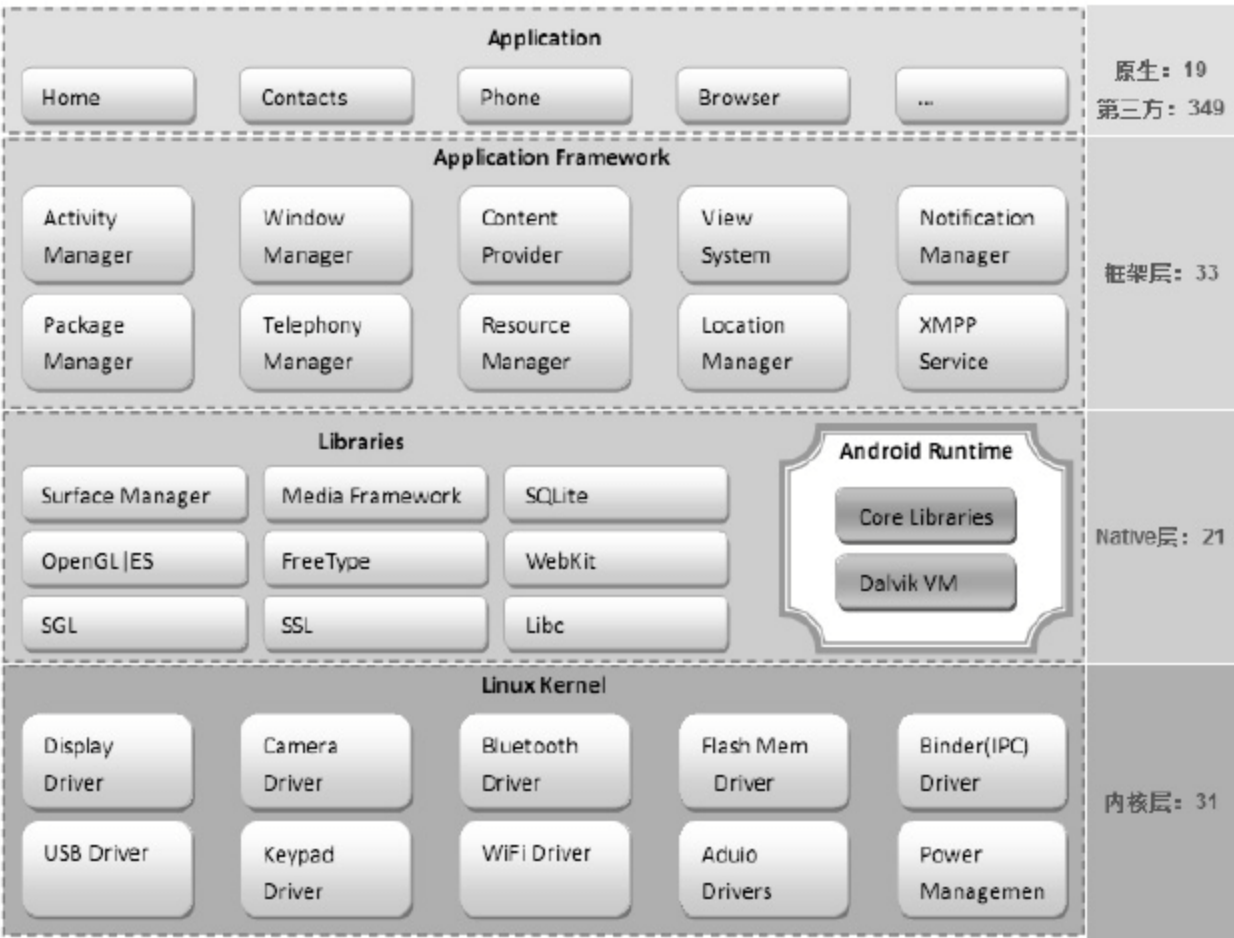 Application
Home
Contacts
Phone
Browser
...
原生：19
第三方：349
Application Framework
Activity
Manager
Window
Manager
Content
Provider
View
System
Notification
Manager
Package
Manager
Telephony
Manager
Resource
Manager
Location
Manager
XMPP
Service
框架层：33
Libraries
Surface Manager
Media Framework
SQLite
OpenGL|ES
FreeType
WebKit
SGL
SSL
Libc
Android Runtime
Core Libraries
Dalvik VM
Native层：21
Linux Kernel
Display
Driver
Camera
Driver
Bluetooth
Driver
Flash Mem
Driver
Binder(IPC)
Driver
USB Driver
Keypad
Driver
WiFi Driver
Aduio
Drivers
Power
Managemen
内核层：31